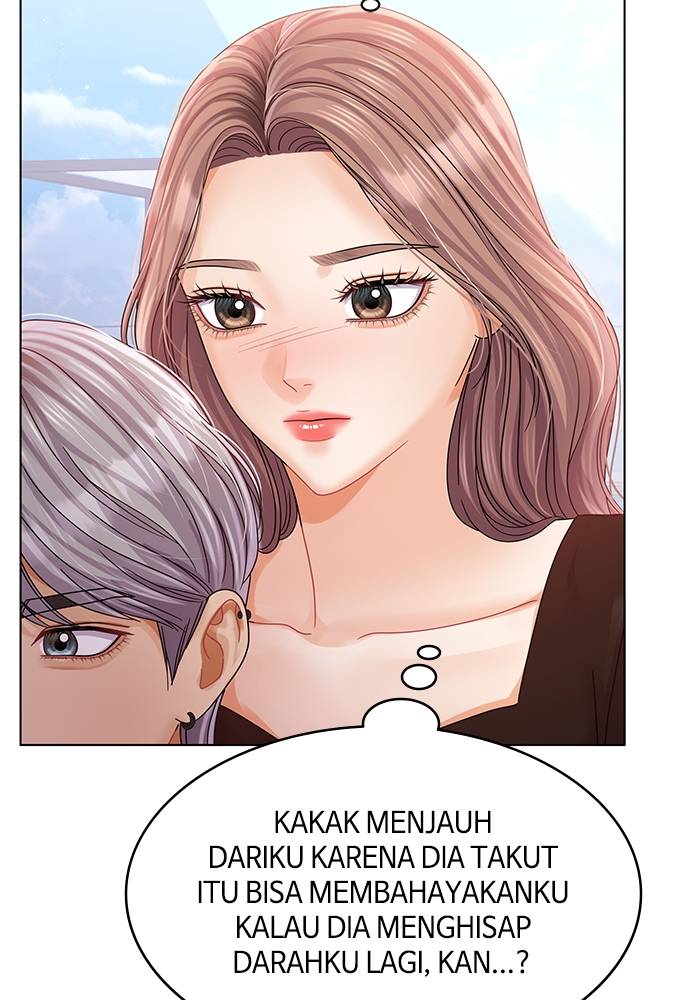 KAKAK MENJAUH
DARIKU KARENA DIA TAKUT
ITU BISA MEMBAHAYAKANKU
KALAU DIA MENGHISAP
DARAHKU LAGI, KAN...?